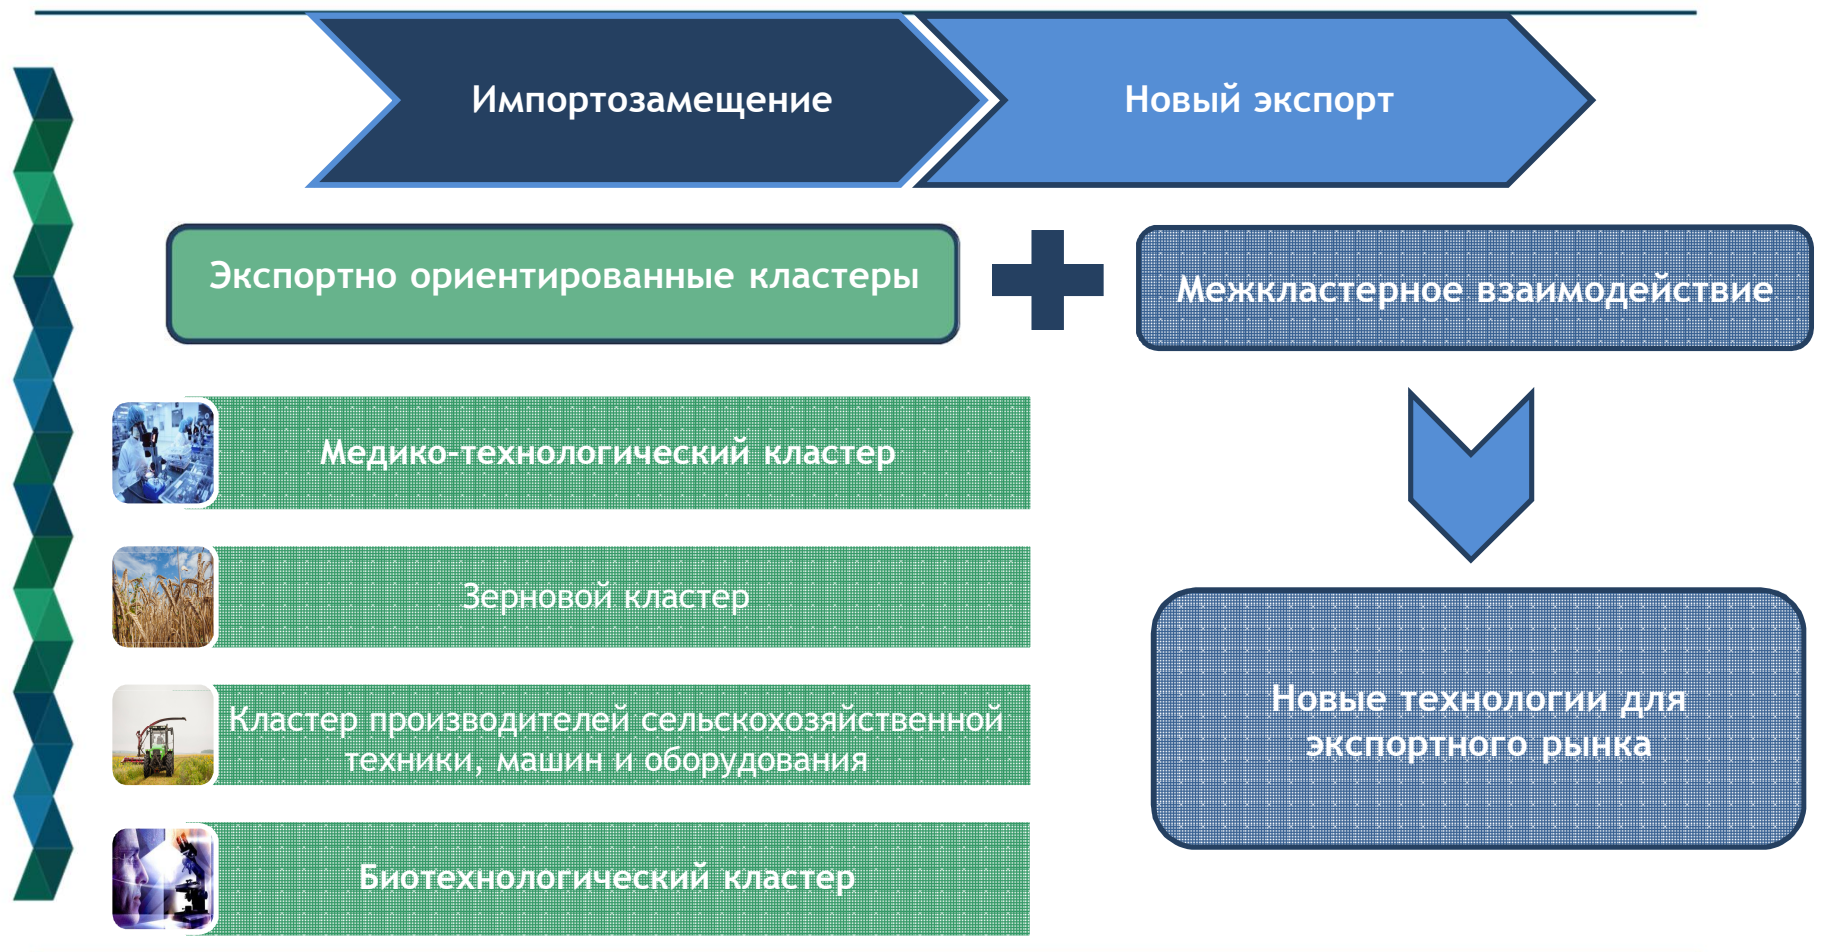 Импортозамещение
Новый экспорт
Экспортно ориентированные кластеры
Межкластерное взаимодействие
Медико-технологический кластер
Зерновой кластер
Кластер производителей сельскохозяйственной
техники, машин и оборудования
Биотехнологический кластер
Новые технологии для
экспортного рынка